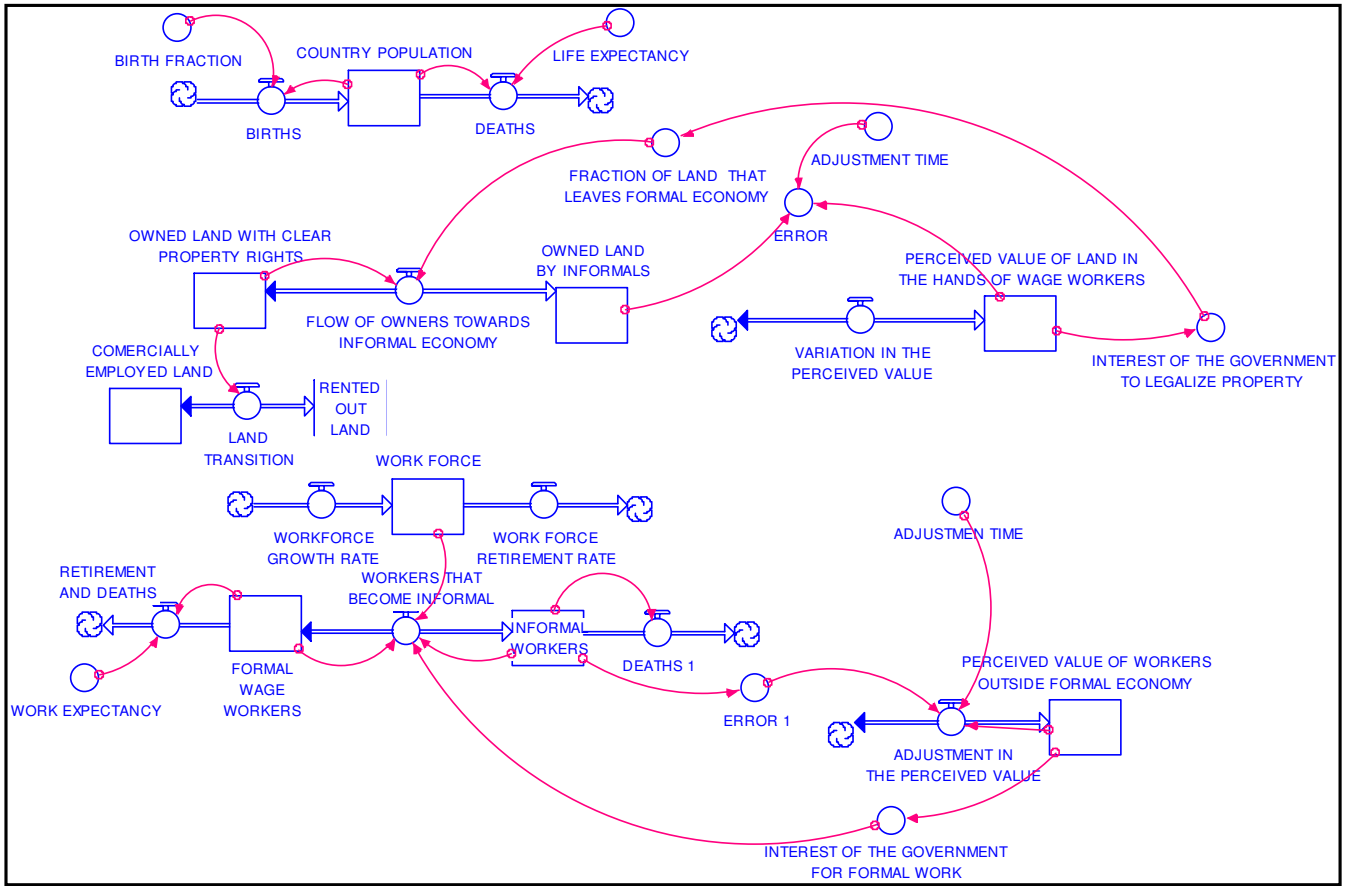 BIRTH FRACTION
COUNTRY POPULATION
LIFE EXPECTANCY
BIRTHS
DEATHS
ADJUSTMENT TIME
FRACTION OF LAND THAT
LEAVES FORMAL ECONOMY
ERROR
OWNED LAND WITH CLEAR
PROPERTY RIGHTS
OWNED LAND
BY INFORMALS
PERCEIVED VALUE OF LAND IN
THE HANDS OF WAGE WORKERS
FLOW OF OWNERS TOWARDS
INFORMAL ECONOMY
VARIATION IN THE
PERCEIVED VALUE
INTEREST OF THE GOVERNMENT
TO LEGALIZE PROPERTY
COMERCIALLY
EMPLOYED LAND
RENTED
OUT
LAND
LAND
TRANSITION
WORK FORCE
WORKFORCE
GROWTH RATE
WORK FORCE
RETIREMENT RATE
ADJUSTMEN TIME
RETIREMENT
AND DEATHS
WORKERS THAT
BECOME INFORMAL
INFORMAL
WORKERS
DEATHS 1
FORMAL
WAGE
WORKERS
WORK EXPECTANCY
ERROR 1
PERCEIVED VALUE OF WORKERS
OUTSIDE FORMAL ECONOMY
ADJUSTMENT IN
THE PERCEIVED VALUE
INTEREST OF THE GOVERNMENT
FOR FORMAL WORK